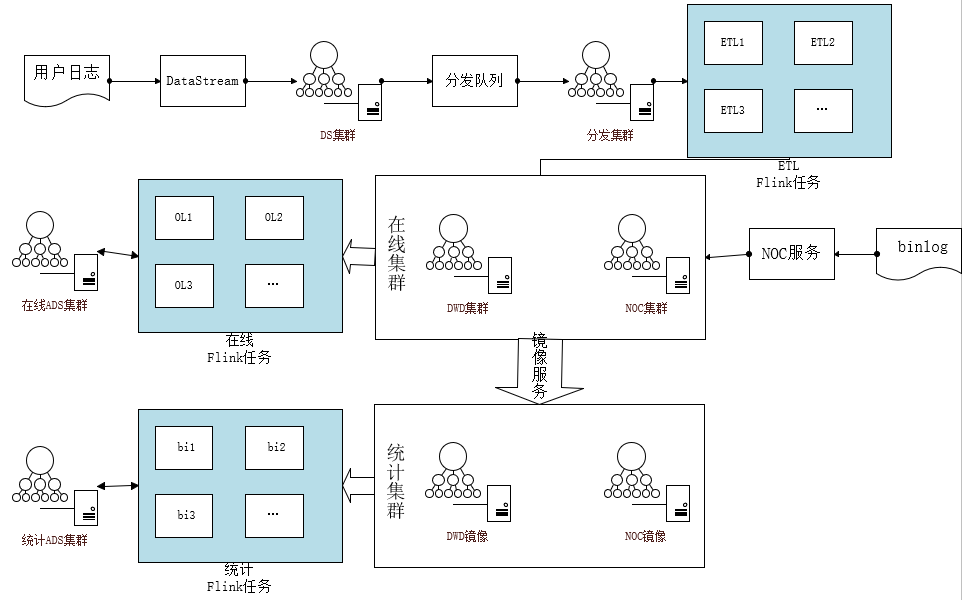 用户日志
DataStream
DS集群
分发队列
分发集群
ETL1
ETL2
ETL3
...
ETL
Flink任务
在线ADS集群
OL1
OL2
OL3
...
在线
Flink任务
在线集群
DWD集群
NOC集群
NOC服务
binlog
镜像服务
统计ADS集群
bi1
bi2
bi3
...
统计
Flink任务
统计集群
DWD镜像
NOC镜像